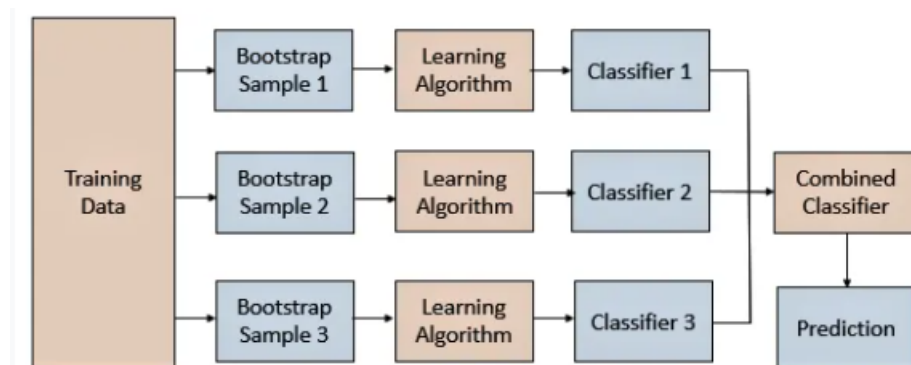 Training
Data
Bootstrap
Sample 1
Learning
Algorithm
Classifier 1
Bootstrap
Sample 2
Learning
Algorithm
Classifier 2
Bootstrap
Sample 3
Learning
Algorithm
Classifier 3
Combined
Classifier
Prediction